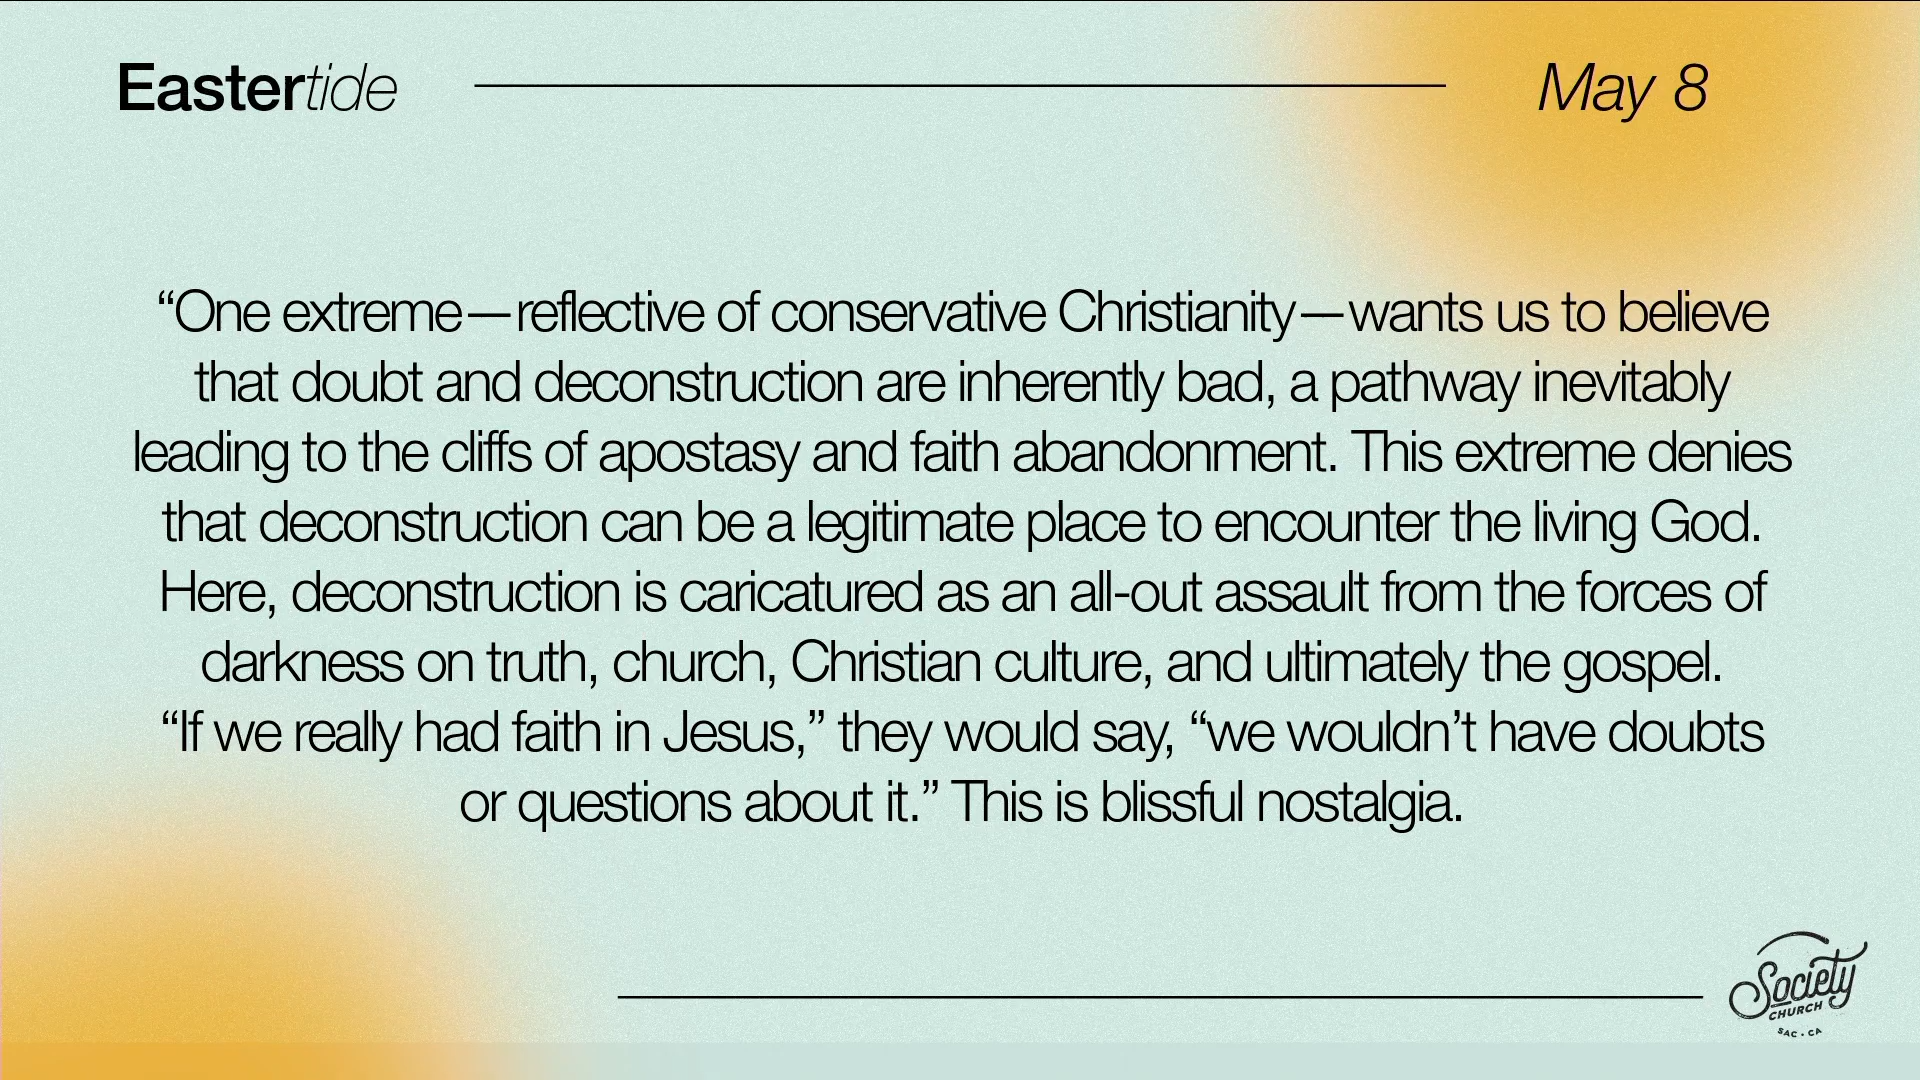 Eastertide
May 8
“One extreme—reflective of conservative Christianity—wants us to believe
that doubt and deconstruction are inherently bad, a pathway inevitably
leading to the cliffs of apostasy and faith abandonment. This extreme denies
that deconstruction can be a legitimate place to encounter the living God.
Here, deconstruction is caricatured as an all-out assault from the forces of
darkness on truth, church, Christian culture, and ultimately the gospel.
“If we really had faith in Jesus,” they would say, “we wouldn’t have doubts
or questions about it.” This is blissful nostalgia.
Society
CHURCH
SAC • CA